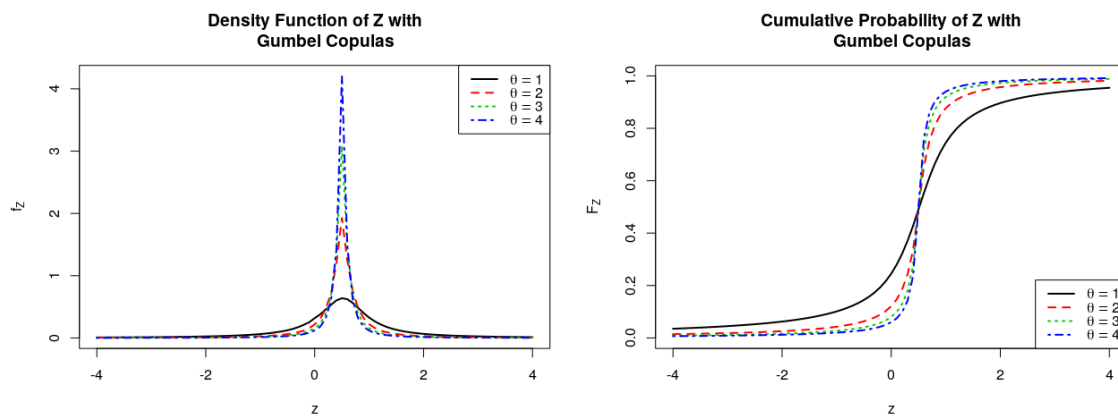 Density Function of Z with
Gumbel Copulas
θ = 1
θ = 2
θ = 3
θ = 4
4
3
2
1
0
f_Z
-4 -2 0 2 4
z
Cumulative Probability of Z with
Gumbel Copulas
1.0
0.8
0.6
0.4
0.2
0.0
F_Z
θ = 1
θ = 2
θ = 3
θ = 4
-4 -2 0 2 4
z